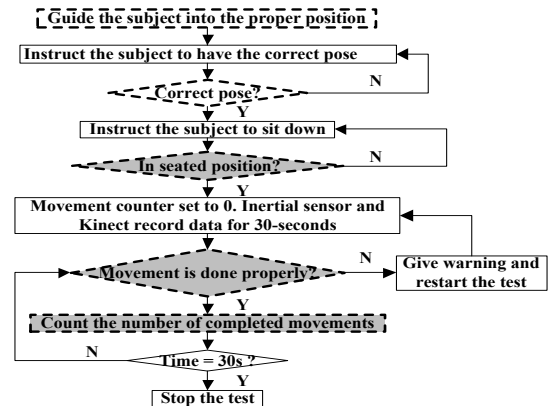 Guide the subject into the proper position
Instruct the subject to have the correct pose
N
Correct pose?
Y
Instruct the subject to sit down
N
In seated position?
Y
Movement counter set to 0. Inertial sensor and
Kinect record data for 30-seconds
N
Give warning and
restart the test
Movement is done properly?
Y
Count the number of completed movements
N
Time = 30s ?
Y
Stop the test